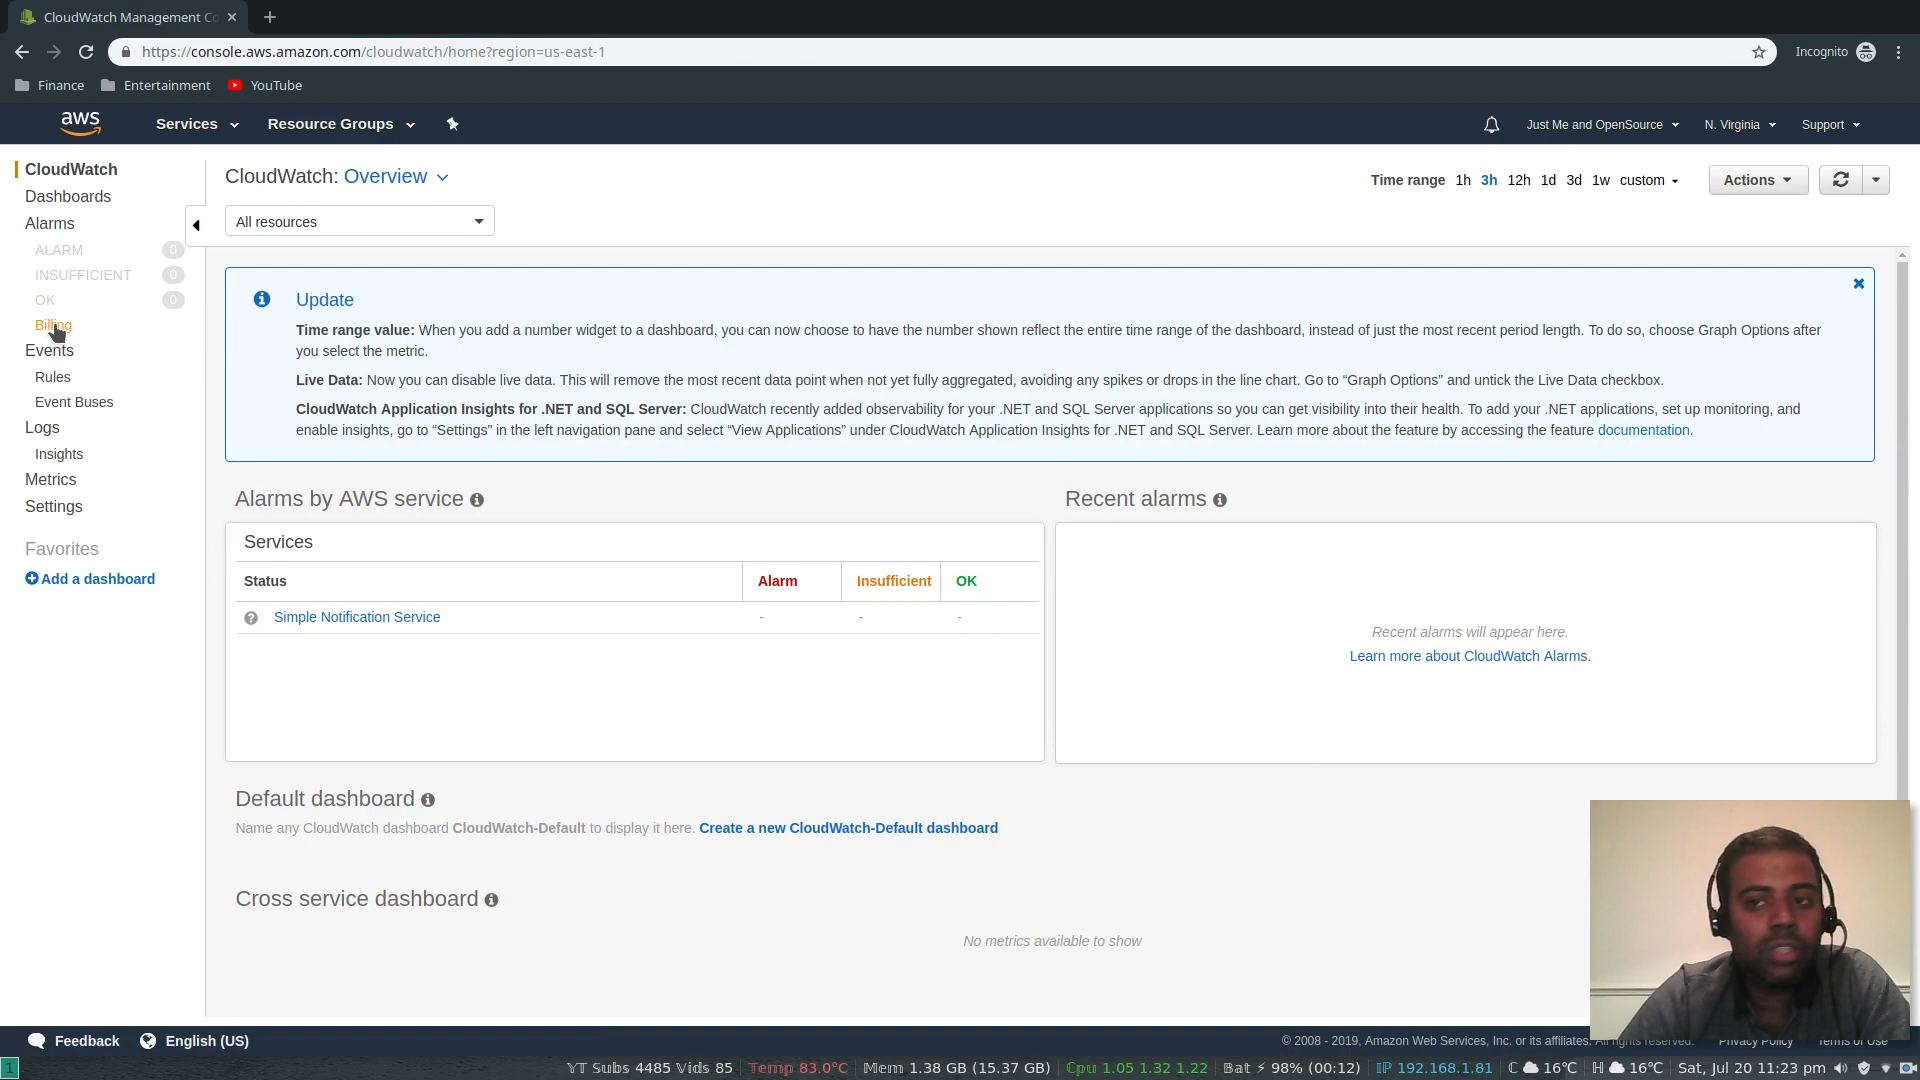 CloudWatch Management Co
https://console.aws.amazon.com/cloudwatch/home?region=us-east-1
Incognito
Finance
Entertainment
YouTube
aws
Services
Resource Groups
Just Me and OpenSource
N. Virginia
Support
CloudWatch
Dashboards
Alarms
ALARM 0
INSUFFICIENT 0
OK 0
Billing
Events
Rules
Event Buses
Logs
Insights
Metrics
Settings
Favorites
Add a dashboard
CloudWatch: Overview
Time range 1h 3h 12h 1d 3d 1w custom
Actions
All resources
Update
Time range value: When you add a number widget to a dashboard, you can now choose to have the number shown reflect the entire time range of the dashboard, instead of just the most recent period length. To do so, choose Graph Options after
you select the metric.
Live Data: Now you can disable live data. This will remove the most recent data point when not yet fully aggregated, avoiding any spikes or drops in the line chart. Go to “Graph Options” and untick the Live Data checkbox.
CloudWatch Application Insights for .NET and SQL Server: CloudWatch recently added observability for your .NET and SQL Server applications so you can get visibility into their health. To add your .NET applications, set up monitoring, and
enable insights, go to “Settings” in the left navigation pane and select “View Applications” under CloudWatch Application Insights for .NET and SQL Server. Learn more about the feature by accessing the feature documentation.
Alarms by AWS service
Services
Status Alarm Insufficient OK
Simple Notification Service - - -
Recent alarms
Recent alarms will appear here.
Learn more about CloudWatch Alarms.
Default dashboard
Name any CloudWatch dashboard CloudWatch-Default to display it here. Create a new CloudWatch-Default dashboard
Cross service dashboard
No metrics available to show
Feedback
English (US)
© 2008 - 2019, Amazon Web Services, Inc. or its affiliates. All rights reserved.
Privacy Policy
Terms of Use
1
YT Subs 4485 Vids 85 Temp 83.0°C Mem 1.38 GB (15.37 GB) Cpu 1.05 1.32 1.22 Bat ⚡ 98% (00:12) IP 192.168.1.81 C 16℃ H 16℃ Sat, Jul 20 11:23 pm